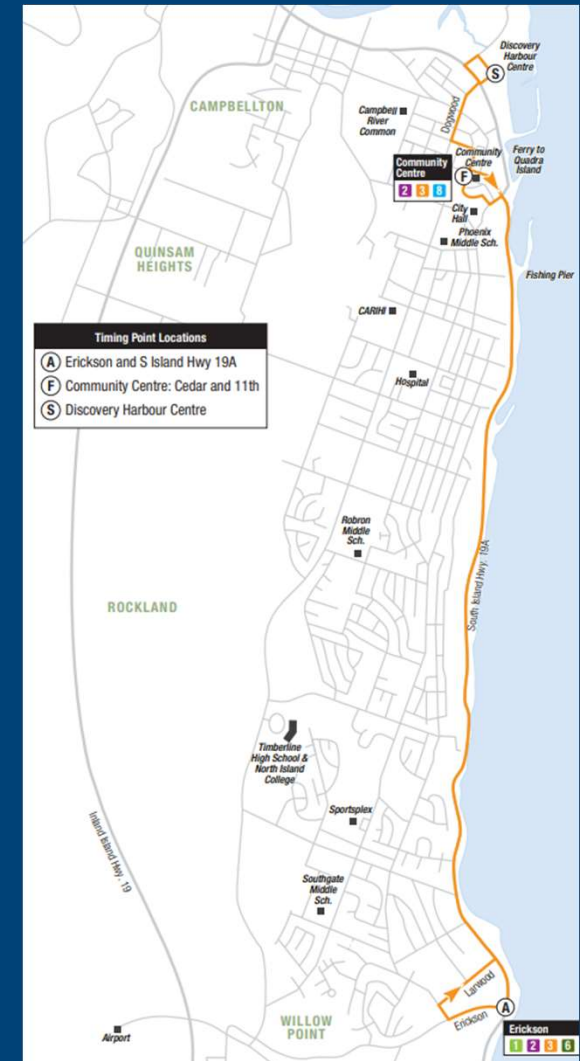 Discovery
Harbour
Centre
S
CAMPBELLTON
Campbell
River
Common
Dogwood
Community
Centre
Ferry to
Quadra
Island
Community
Centre
2 3 8
F
City
Hall
Phoenix
Middle Sch.
QUINSAM
HEIGHTS
Fishing Pier
CARIHI
Timing Point Locations
A Erickson and S Island Hwy 19A
F Community Centre: Cedar and 11th
S Discovery Harbour Centre
Hospital
Robron
Middle
Sch.
South Island Hwy. 19A
ROCKLAND
Timberline
High School &
North Island
College
Sportsplex
Inland Island Hwy. 19
Southgate
Middle
Sch.
Larwood
A
Erickson
WILLOW
POINT
Airport
Erickson
1 2 3 6